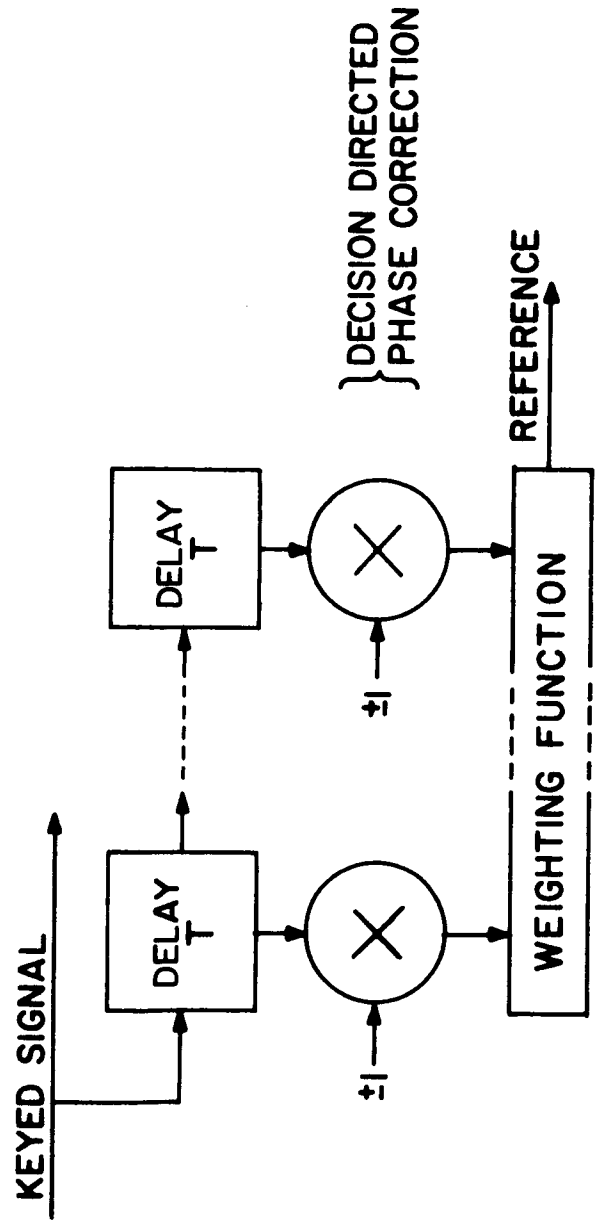 KEYED SIGNAL
DELAY
T
DELAY
T
±1
±1
DECISION DIRECTED
PHASE CORRECTION
WEIGHTING FUNCTION
REFERENCE